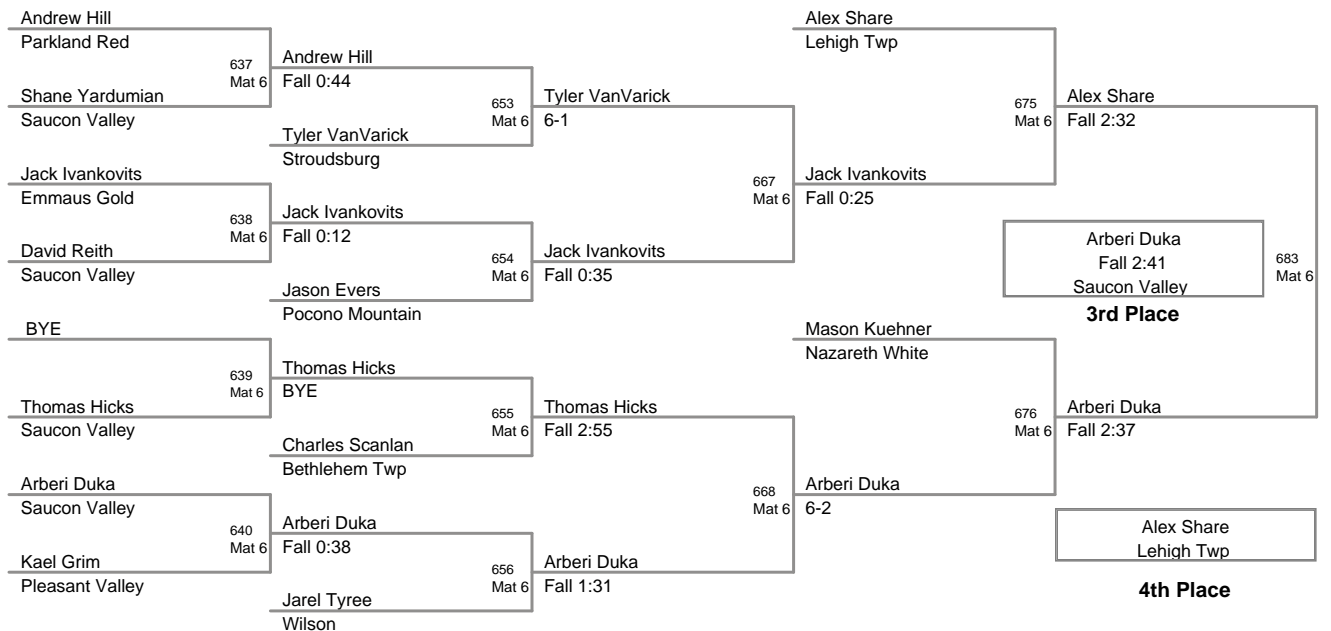 Andrew Hill
Parkland Red
637
Mat 6
Shane Yardumian
Saucon Valley
Andrew Hill
Fall 0:44
653
Mat 6
Tyler VanVarick
Stroudsburg
Tyler VanVarick
6-1
Jack Ivankovits
Emmaus Gold
638
Mat 6
David Reith
Saucon Valley
Jack Ivankovits
Fall 0:12
654
Mat 6
Jason Evers
Pocono Mountain
Jack Ivankovits
Fall 0:35
667
Mat 6
BYE
639
Mat 6
Thomas Hicks
Saucon Valley
Thomas Hicks
BYE
655
Mat 6
Charles Scanlan
Bethlehem Twp
Thomas Hicks
Fall 2:55
Arberi Duka
Saucon Valley
640
Mat 6
Kael Grim
Pleasant Valley
Arberi Duka
Fall 0:38
656
Mat 6
Jarel Tyree
Wilson
Arberi Duka
Fall 1:31
668
Mat 6
Alex Share
Lehigh Twp
675
Mat 6
Jack Ivankovits
Fall 0:25
Alex Share
Fall 2:32
Mason Kuehner
Nazareth White
676
Mat 6
Arberi Duka
6-2
Arberi Duka
Fall 2:37
683
Mat 6
Arberi Duka
Fall 2:41
Saucon Valley
3rd Place
Alex Share
Lehigh Twp
4th Place